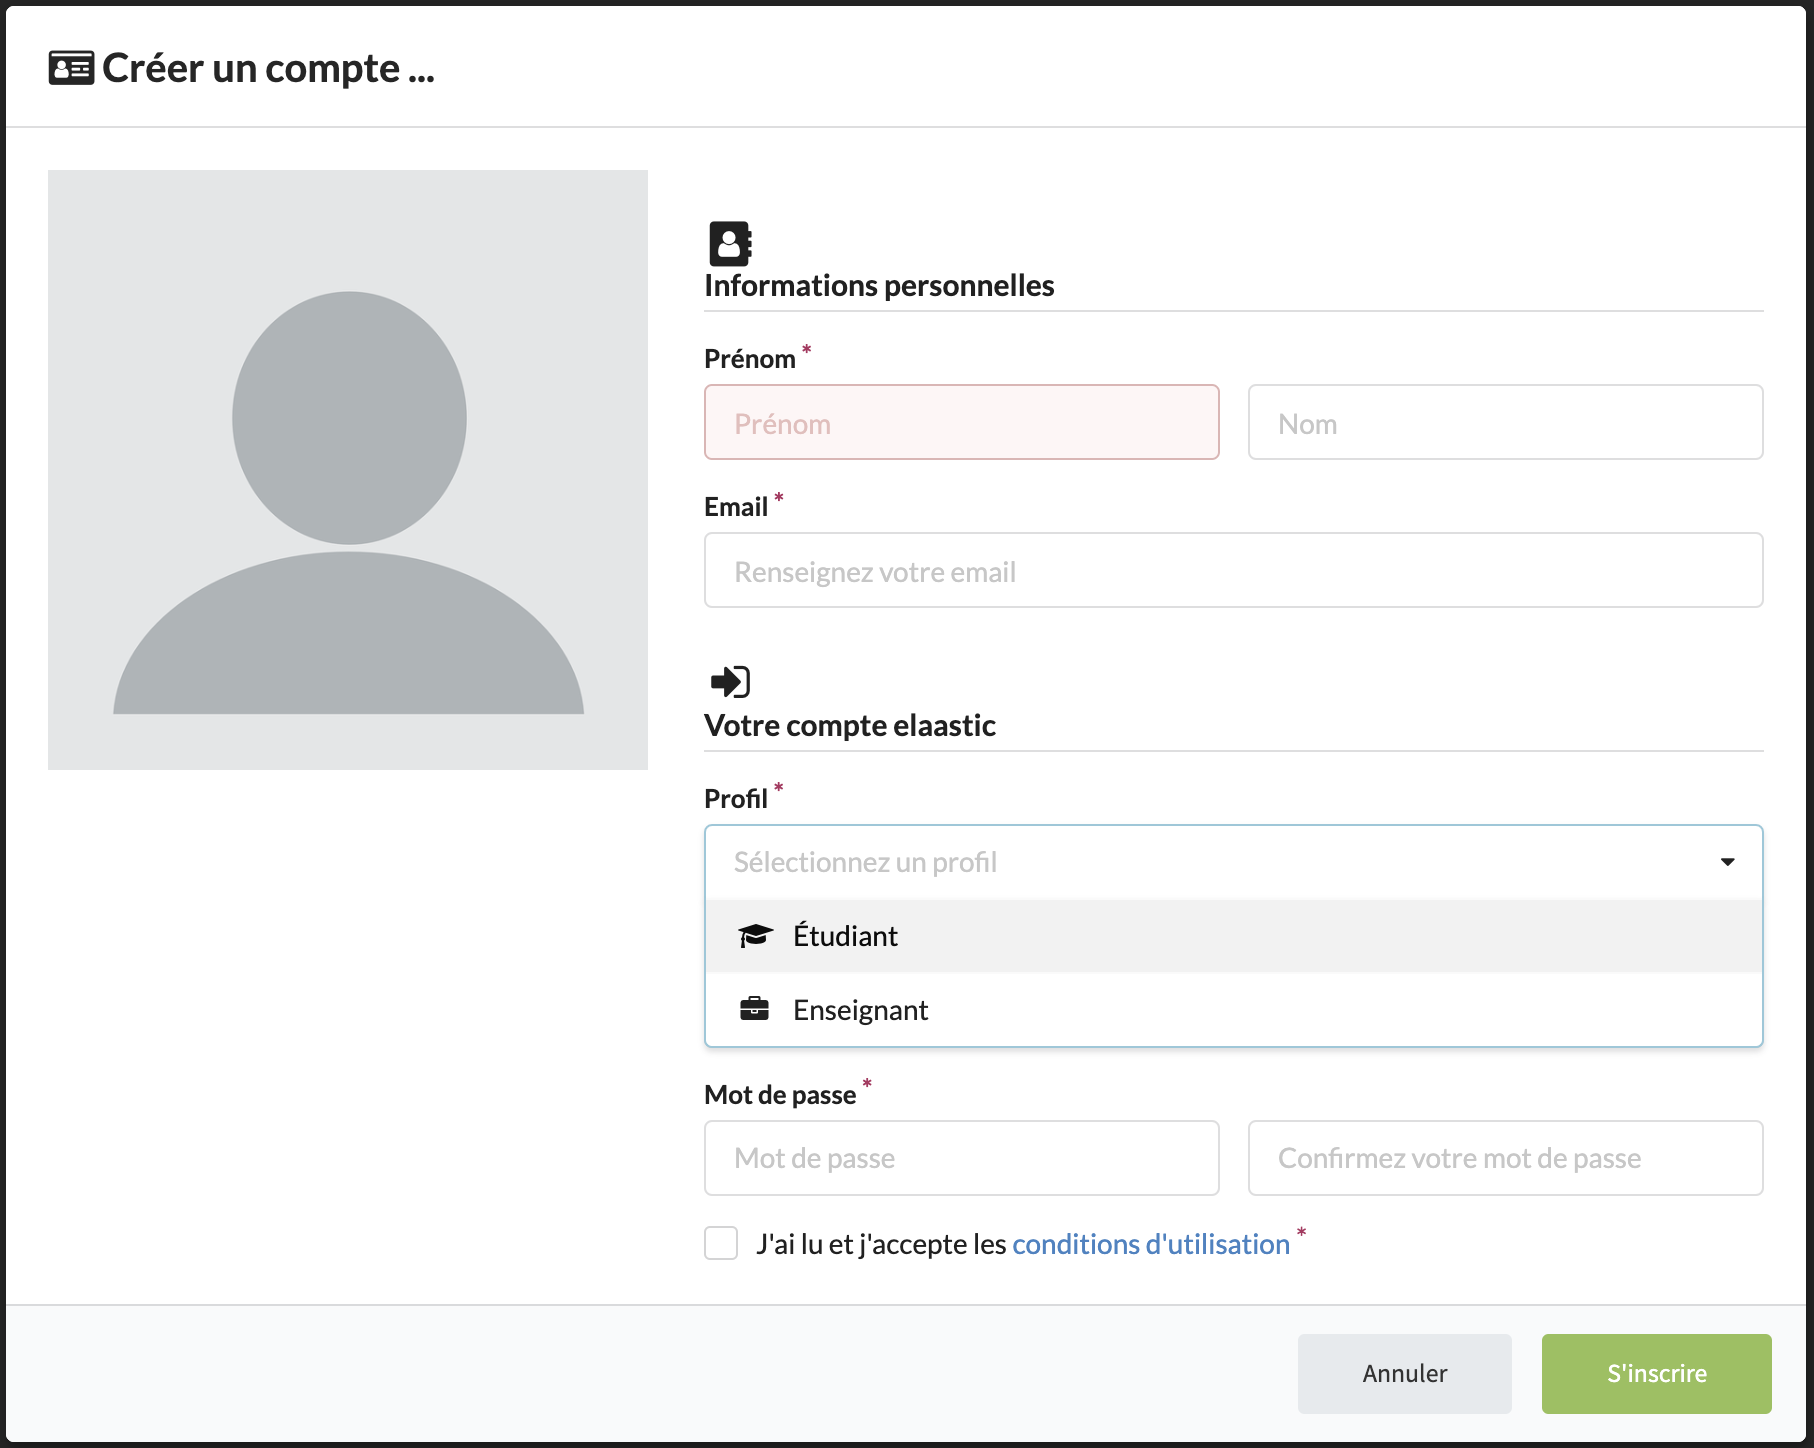 Créer un compte ...
Informations personnelles
Prénom *
Prénom
Nom
Email *
Renseignez votre email
Votre compte elaastic
Profil *
Sélectionnez un profil
Étudiant
Enseignant
Mot de passe *
Mot de passe
Confirmez votre mot de passe
J'ai lu et j'accepte les conditions d'utilisation *
Annuler
S'inscrire